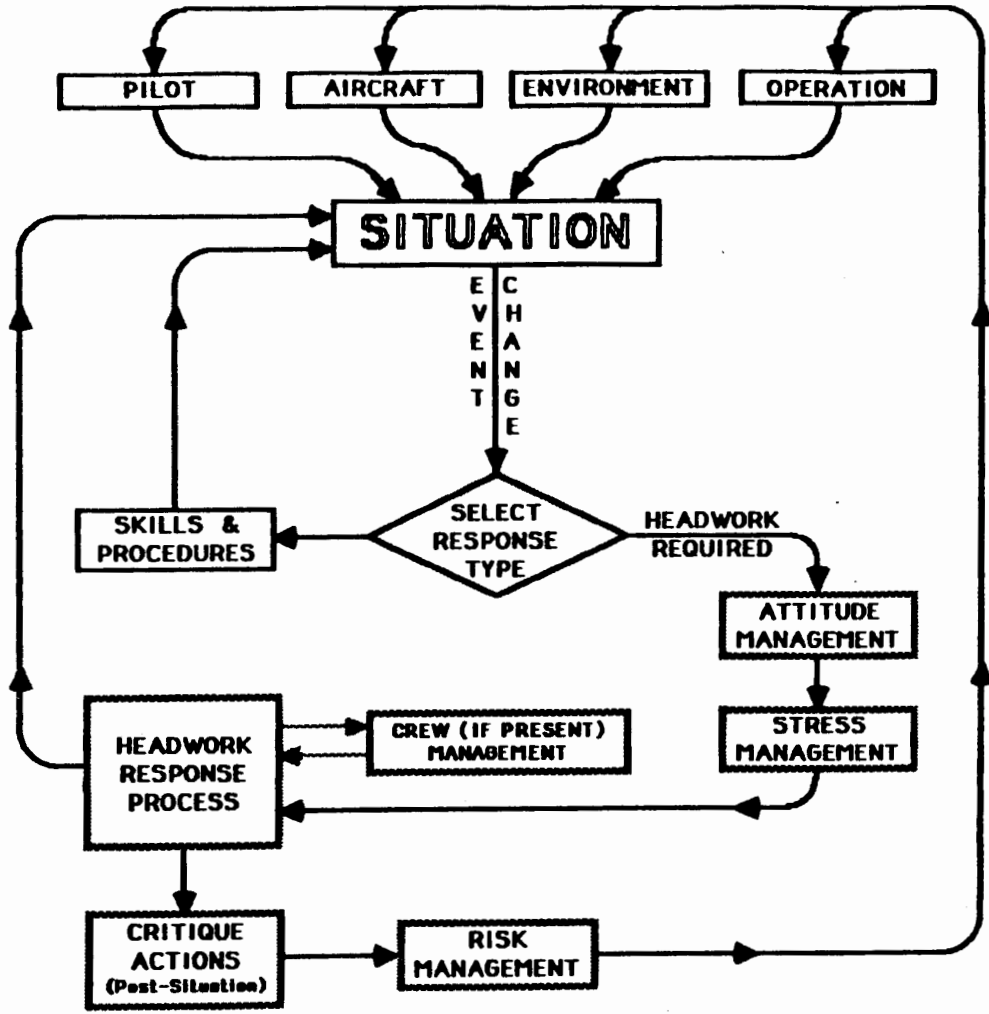 PILOT
AIRCRAFT
ENVIRONMENT
OPERATION
SITUATION
EVENT
CHANGE
SELECT
RESPONSE
TYPE
SKILLS &
PROCEDURES
HEADWORK
REQUIRED
ATTITUDE
MANAGEMENT
STRESS
MANAGEMENT
CREW (IF PRESENT)
MANAGEMENT
HEADWORK
RESPONSE
PROCESS
CRITIQUE
ACTIONS
(Post-Situation)
RISK
MANAGEMENT